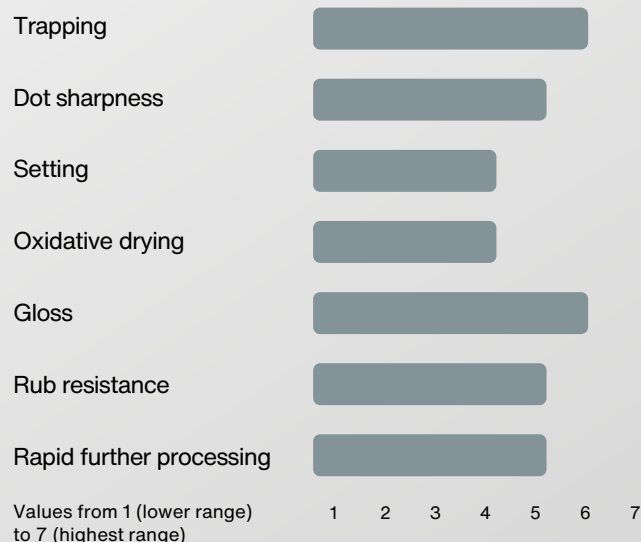 Trapping
Dot sharpness
Setting
Oxidative drying
Gloss
Rub resistance
Rapid further processing
Values from 1 (lower range) 1 2 3 4 5 6 7
to 7 (highest range)